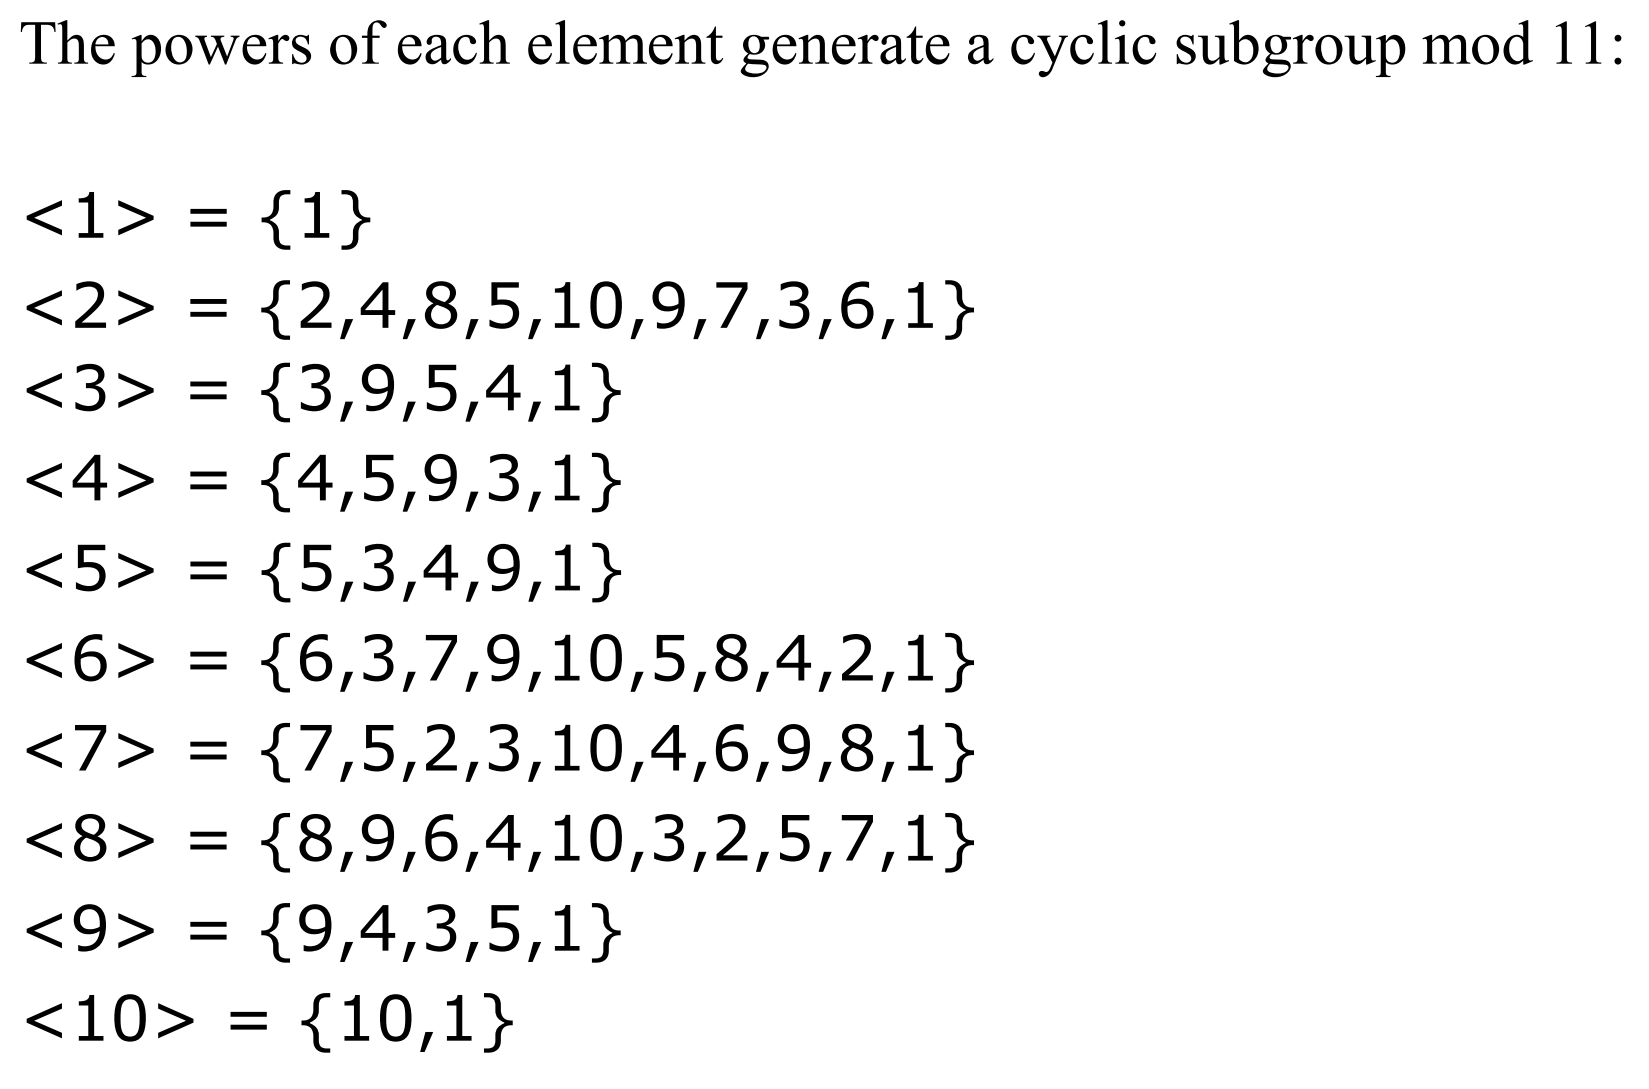 The powers of each element generate a cyclic subgroup mod 11:
<1> = {1}
<2> = {2,4,8,5,10,9,7,3,6,1}
<3> = {3,9,5,4,1}
<4> = {4,5,9,3,1}
<5> = {5,3,4,9,1}
<6> = {6,3,7,9,10,5,8,4,2,1}
<7> = {7,5,2,3,10,4,6,9,8,1}
<8> = {8,9,6,4,10,3,2,5,7,1}
<9> = {9,4,3,5,1}
<10> = {10,1}